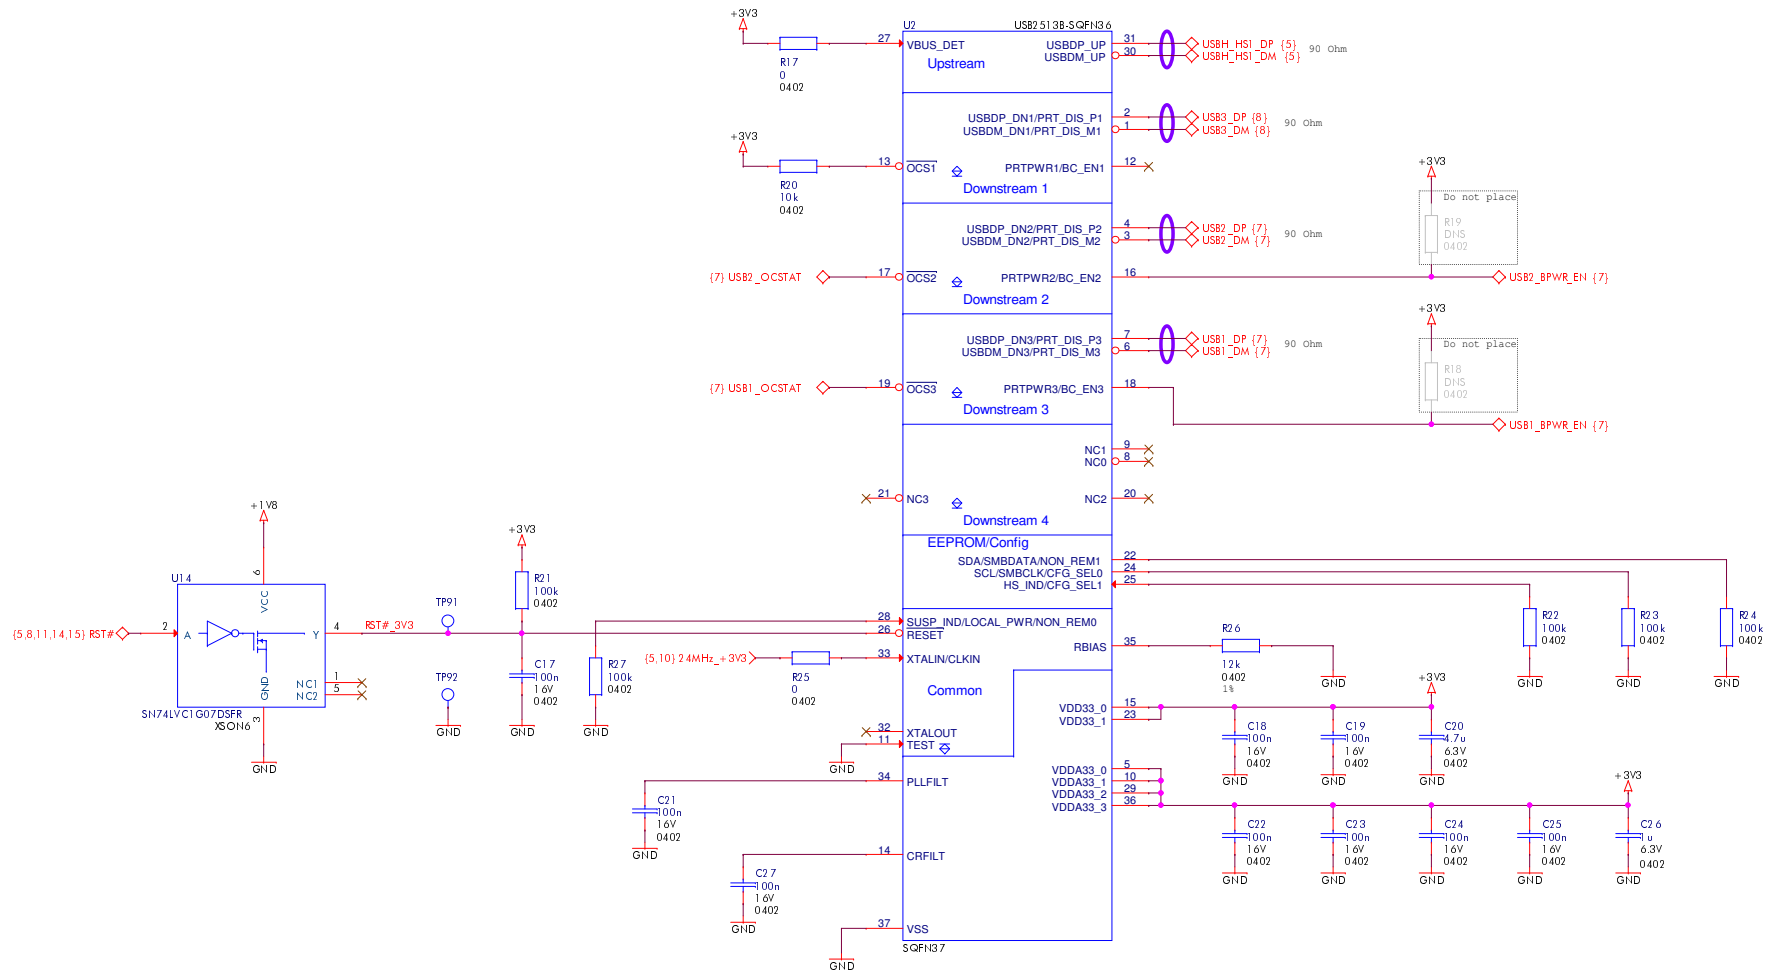 +3V3
R17
0
0402
27
VBUS_DET
U2
USB2513B-SQFN36
Upstream
USBDP_UP
USBDM_UP
31
30
USBH_HS1_DP {5}
USBH_HS1_DM {5}
90 Ohm
USBDP_DN1/PRT_DIS_P1
USBDM_DN1/PRT_DIS_M1
2
1
USB3_DP {8}
USB3_DM {8}
90 Ohm
+3V3
R20
10k
0402
13
OCS1
PRTPWR1/BC_EN1
12
Downstream 1
USBDP_DN2/PRT_DIS_P2
USBDM_DN2/PRT_DIS_M2
4
3
USB2_DP {7}
USB2_DM {7}
90 Ohm
+3V3
Do not place
R19
DNS
0402
{7} USB2_OCSTAT
17
OCS2
PRTPWR2/BC_EN2
16
USB2_BPWR_EN {7}
Downstream 2
USBDP_DN3/PRT_DIS_P3
USBDM_DN3/PRT_DIS_M3
7
6
USB1_DP {7}
USB1_DM {7}
90 Ohm
+3V3
Do not place
R18
DNS
0402
{7} USB1_OCSTAT
19
OCS3
PRTPWR3/BC_EN3
18
USB1_BPWR_EN {7}
Downstream 3
NC1
NC0
9
8
21
NC3
NC2
20
Downstream 4
EEPROM/Config
SDA/SMBDATA/NON_REM1
SCL/SMBCLK/CFG_SEL0
HS_IND/CFG_SEL1
22
24
25
R22
100k
0402
GND
R23
100k
0402
GND
R24
100k
0402
GND
+1V8
U14
6
VCC
{5,8,11,14,15} RST#
2
A
Y
4
RST#_3V3
GND
3
NC1
NC2
1
5
SN74LVC1G07DSFR
XSON6
GND
TP91
TP92
GND
+3V3
R21
100k
0402
C17
100n
16V
0402
GND
R27
100k
0402
GND
28
26
SUSP_IND/LOCAL_PWR/NON_REM0
RESET
{5,10} 24MHz_+3V3
R25
0
0402
33
XTALIN/CLKIN
Common
32
11
XTALOUT
TEST
GND
RBIAS
35
R26
12k
0402
1%
GND
VDD33_0
VDD33_1
15
23
+3V3
C18
100n
16V
0402
GND
C19
100n
16V
0402
GND
C20
4.7u
6.3V
0402
GND
VDDA33_0
VDDA33_1
VDDA33_2
VDDA33_3
5
10
29
36
+3V3
C22
100n
16V
0402
GND
C23
100n
16V
0402
GND
C24
100n
16V
0402
GND
C25
100n
16V
0402
GND
C26
1u
6.3V
0402
GND
34
PLLFILT
C21
100n
16V
0402
GND
14
CRFILT
C27
100n
16V
0402
GND
37
VSS
GND
SQFN37